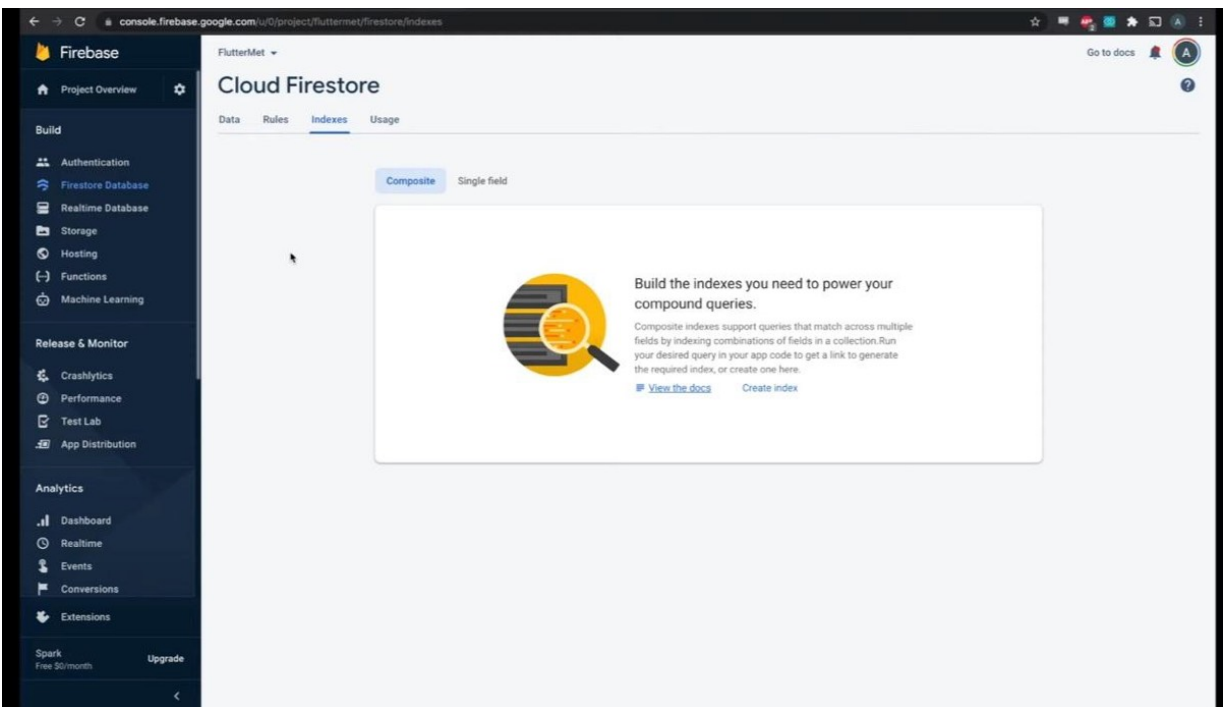 console.firebase.google.com/u/0/project/fluttermet/firestore/indexes
Firebase
Project Overview
Build
Authentication
Firestore Database
Realtime Database
Storage
Hosting
Functions
Machine Learning
Release & Monitor
Crashlytics
Performance
Test Lab
App Distribution
Analytics
Dashboard
Realtime
Events
Conversions
Extensions
Spark
Free $0/month
Upgrade
FlutterMet
Go to docs
A
Cloud Firestore
Data Rules Indexes Usage
Composite Single field
Build the indexes you need to power your
compound queries.
Composite indexes support queries that match across multiple
fields by indexing combinations of fields in a collection.Run
your desired query in your app code to get a link to generate
the required index, or create one here.
View the docs Create index